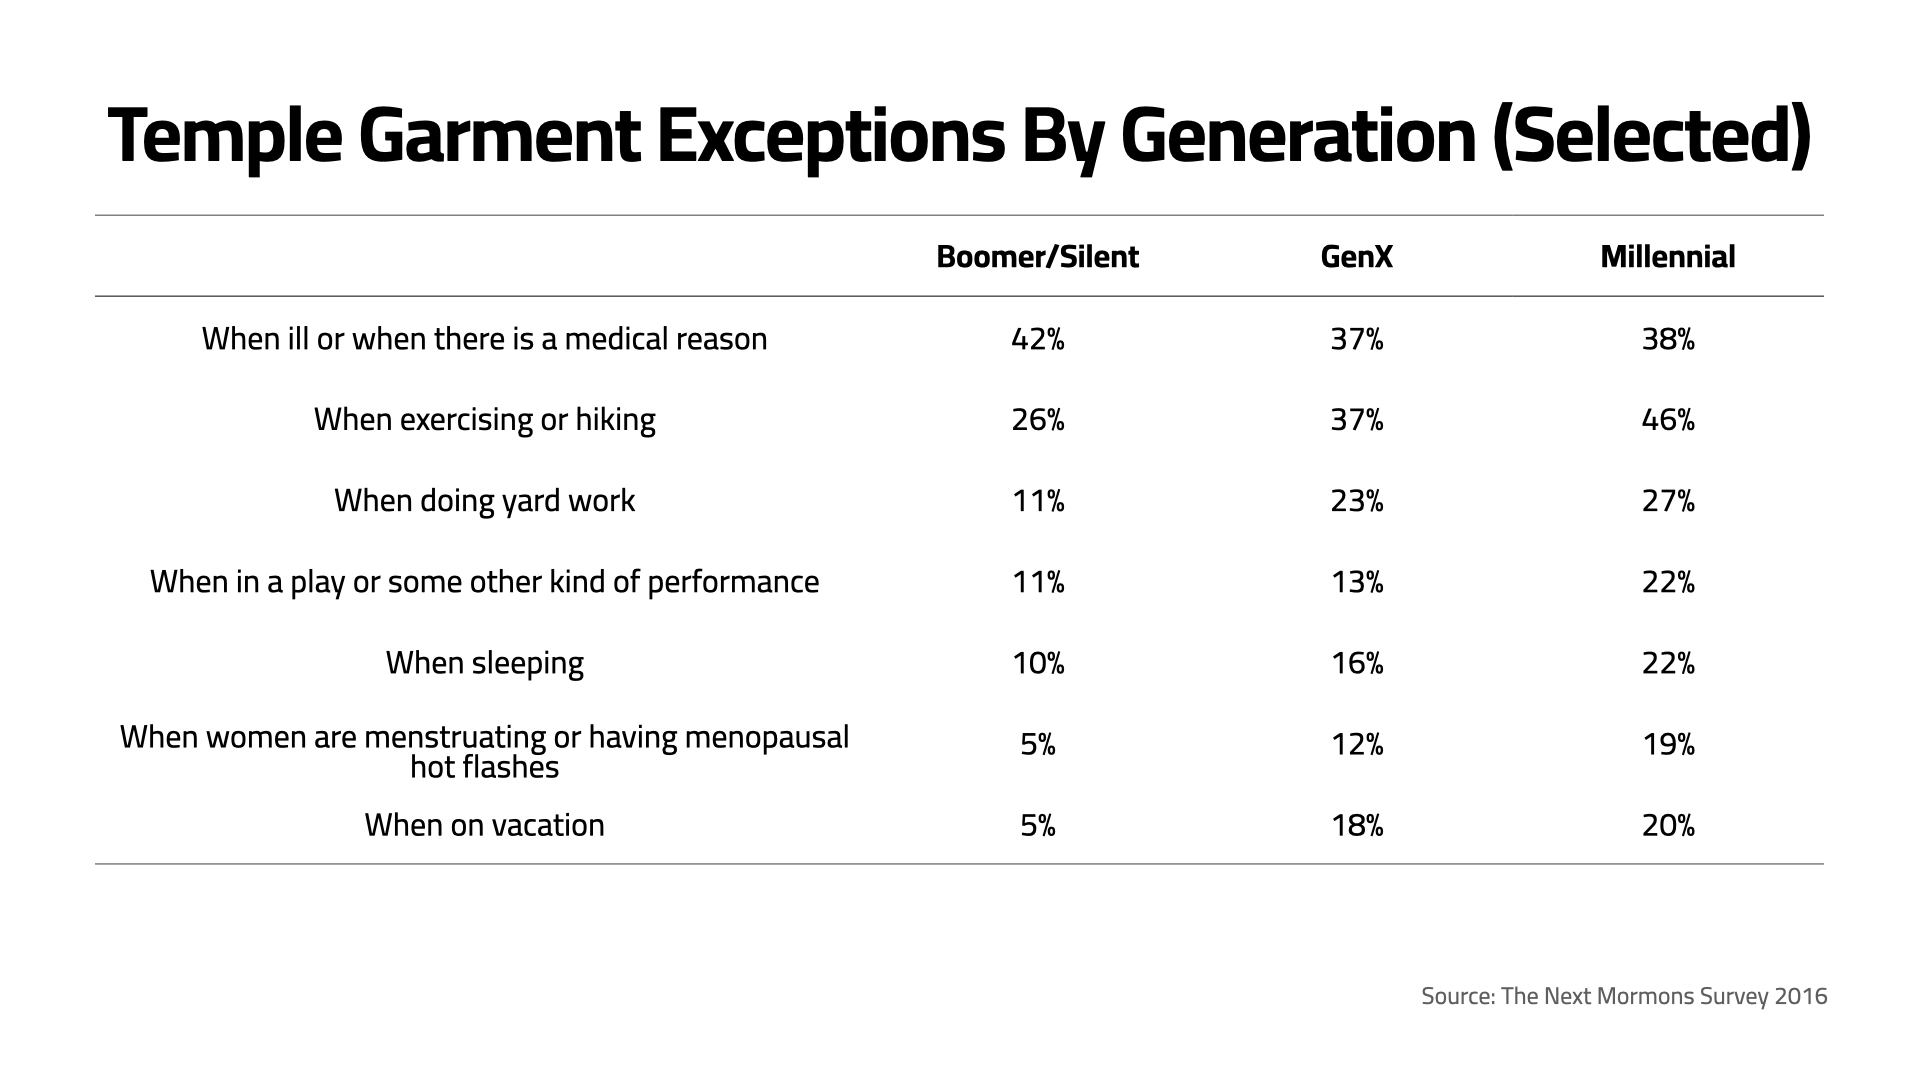 Temple Garment Exceptions By Generation (Selected)
Boomer/Silent GenX Millennial
When ill or when there is a medical reason 42% 37% 38%
When exercising or hiking 26% 37% 46%
When doing yard work 11% 23% 27%
When in a play or some other kind of performance 11% 13% 22%
When sleeping 10% 16% 22%
When women are menstruating or having menopausal
hot flashes 5% 12% 19%
When on vacation 5% 18% 20%
Source: The Next Mormons Survey 2016